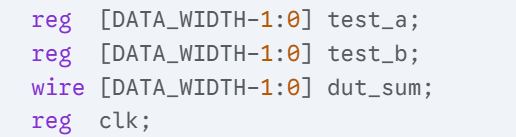 reg  [DATA_WIDTH-1:0] test_a;
reg  [DATA_WIDTH-1:0] test_b;
wire [DATA_WIDTH-1:0] dut_sum;
reg  clk;